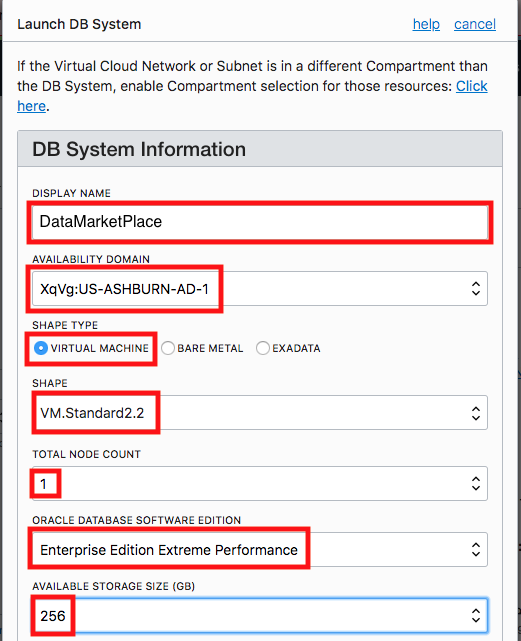 Launch DB System help cancel
If the Virtual Cloud Network or Subnet is in a different Compartment than
the DB System, enable Compartment selection for those resources: Click
here.
DB System Information
DISPLAY NAME
DataMarketPlace
AVAILABILITY DOMAIN
XqVg:US-ASHBURN-AD-1
SHAPE TYPE
VIRTUAL MACHINE BARE METAL EXADATA
SHAPE
VM.Standard2.2
TOTAL NODE COUNT
1
ORACLE DATABASE SOFTWARE EDITION
Enterprise Edition Extreme Performance
AVAILABLE STORAGE SIZE (GB)
256